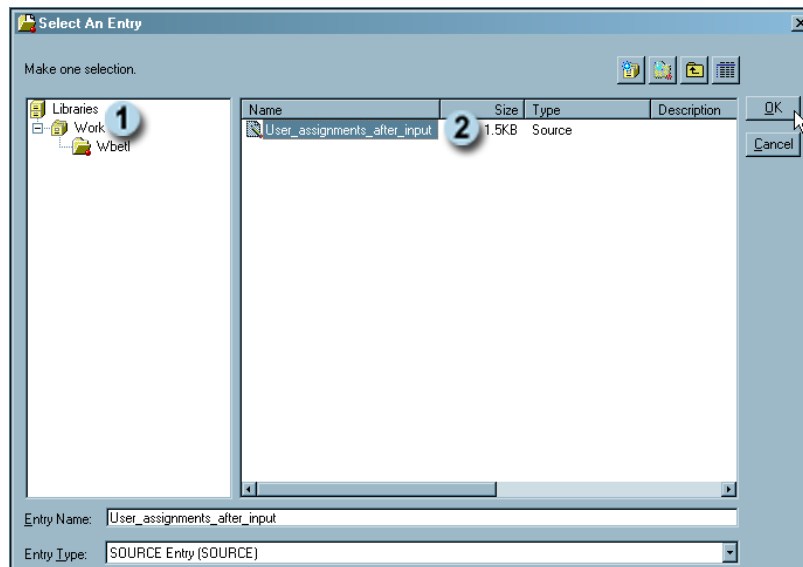 Select An Entry
Make one selection.
Libraries
Work
Wbetl
1
Name Size Type Description
User_assignments_after_input 2 1.5KB Source
OK
Cancel
Entry Name: User_assignments_after_input
Entry Type: SOURCE Entry (SOURCE)